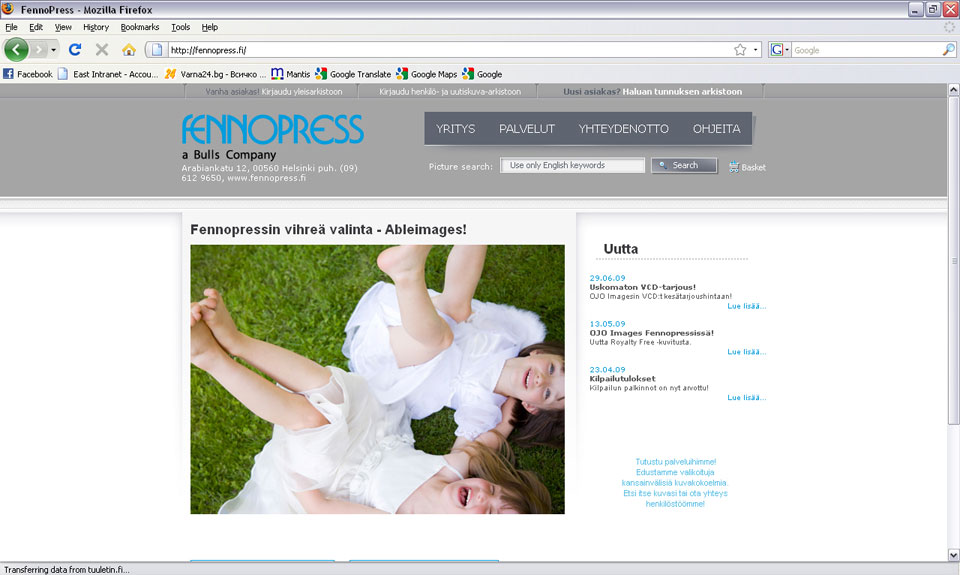 FennoPress - Mozilla Firefox
File Edit View History Bookmarks Tools Help
http://fennopress.fi/
G Google
Facebook East Intranet - Accou... Varna24.bg - Всичко ... Mantis Google Translate Google Maps Google
Vanha asiakas! Kirjaudu yleisarkistoon Kirjaudu henkilö- ja uutiskuva-arkistoon Uusi asiakas? Haluan tunnuksen arkistoon
FENNOPRESS
a Bulls Company
Arabiankatu 12, 00560 Helsinki puh. (09)
612 9650, www.fennopress.fi
YRITYS PALVELUT YHTEYDENOTTO OHJEITA
Picture search: Use only English keywords Search Basket
Fennopressin vihreä valinta - Ableimages!
Uutta
29.06.09
Uskomaton VCD-tarjous!
OJO Imagesin VCD:t kesätarjoushintaan!
Lue lisää...
13.05.09
OJO Images Fennopressissä!
Uutta Royalty Free -kuvitusta.
Lue lisää...
23.04.09
Kilpailutulokset
Kilpailun palkinnot on nyt arvottu!
Lue lisää...
Tutustu palveluihimme!
Edustamme valikoituja
kansainvälisiä kuvakokoelmia.
Etsi itse kuvasi tai ota yhteys
henkilöstöömme!
Transferring data from tuuletin.fi...